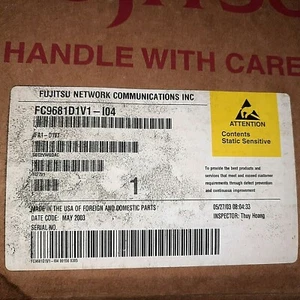 FUJITSU
HANDLE WITH CARE
FUJITSU NETWORK COMMUNICATIONS INC
FC9681D1V1-I04
1
ATTENTION
Contents
Static Sensitive
To provide the best products and
services that meet and exceed customer
requirements through defect prevention
and continuous improvement
MADE IN THE USA OF FOREIGN AND DOMESTIC PARTS
DATE CODE: MAY 2003
05/27/03 08:04:33
INSPECTOR: Thuy Hoang
SERIAL NO: